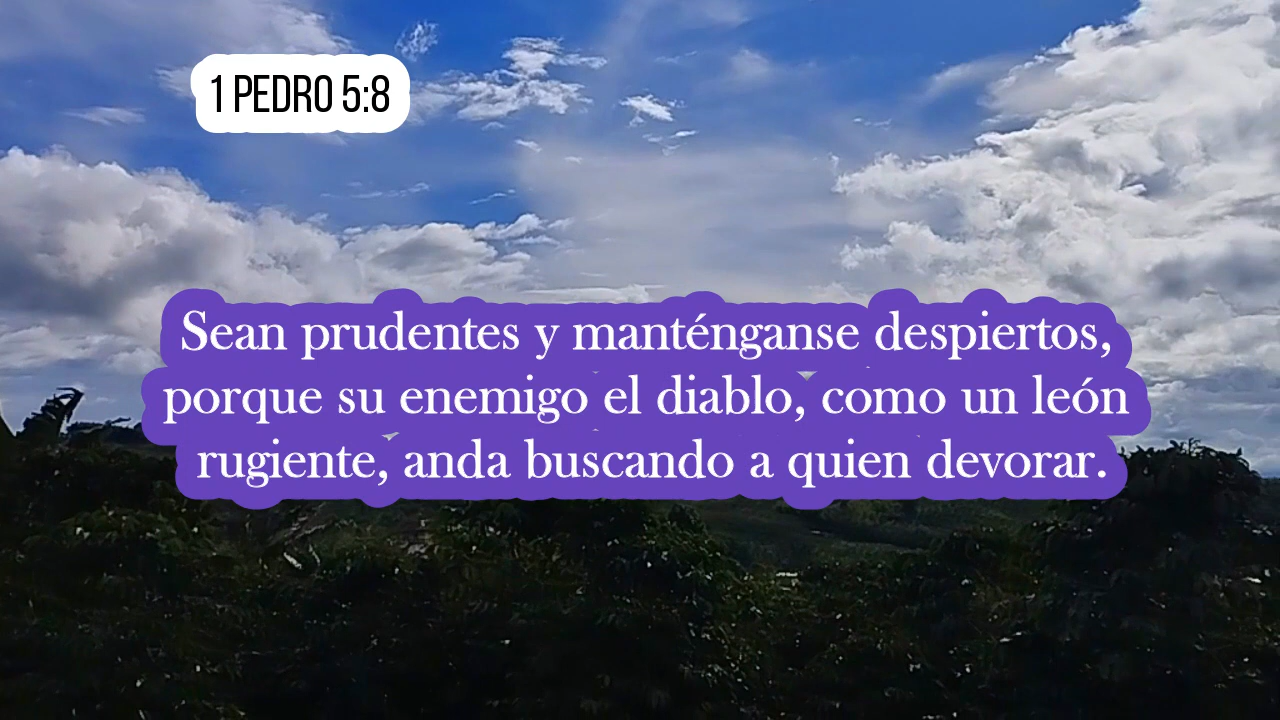 1 PEDRO 5:8
Sean prudentes y manténganse despiertos,
porque su enemigo el diablo, como un león
rugiente, anda buscando a quien devorar.